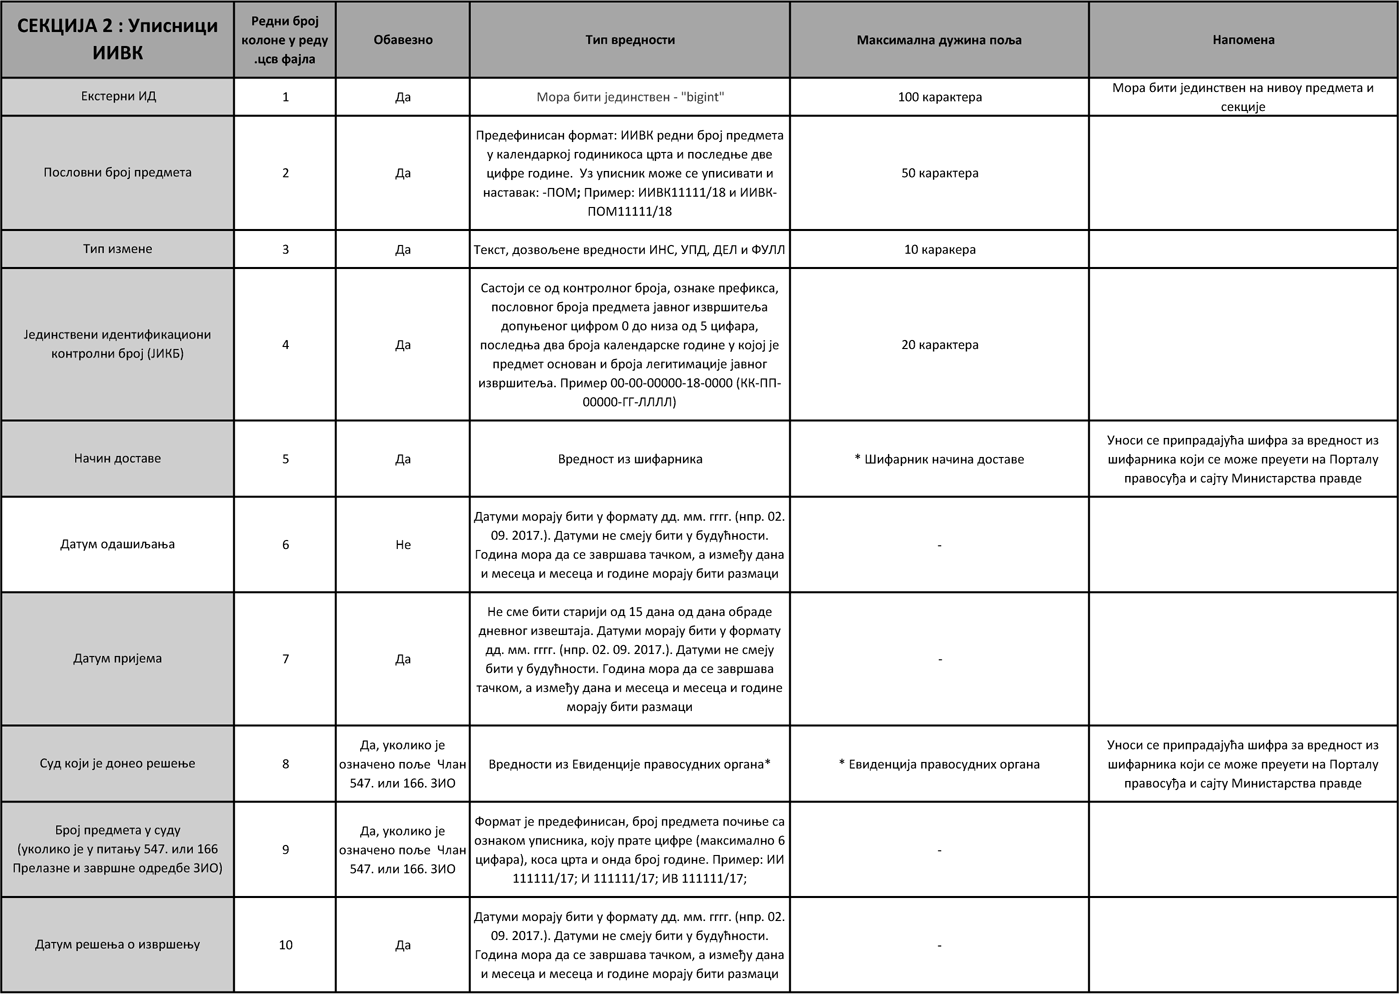 СЕКЦИЈА 2 : Уписници
ИИВК
Редни број
колоне у реду
.цсв фајла
Обавезно
Тип вредности
Максимална дужина поља
Напомена
Екстерни ИД
1
Да
Мора бити јединствен - "bigint"
100 карактера
Мора бити јединствен на нивоу предмета и
секције
Пословни број предмета
2
Да
Предефинисан формат: ИИВК редни број предмета
у календаркој годиникоса црта и последње две
цифре године.  Уз уписник може се уписивати и
наставак: -ПОМ; Пример: ИИВК11111/18 и ИИВК-
ПОМ11111/18
50 карактера
Тип измене
3
Да
Текст, дозвољене вредности ИНС, УПД, ДЕЛ и ФУЛЛ
10 каракера
Јединствени идентификациони
контролни број (ЈИКБ)
4
Да
Састоји се од контролног броја, ознаке префикса,
пословног броја предмета јавног извршитеља
допуњеног цифром 0 до низа од 5 цифара,
последња два броја календарске године у којој је
предмет основан и броја легитимације јавног
извршитеља. Пример 00-00-00000-18-0000 (КК-ПП-
00000-ГГ-ЛЛЛЛ)
20 карактера
Начин доставе
5
Да
Вредност из шифарника
* Шифарник начина доставе
Уноси се припрадајућа шифра за вредност из
шифарника који се може преуети на Порталу
правосуђа и сајту Министарства правде
Датум одашиљања
6
Не
Датуми морају бити у формату дд. мм. гггг. (нпр. 02.
09. 2017.). Датуми не смеју бити у будућности.
Година мора да се завршава тачком, а између дана
и месеца и месеца и године морају бити размаци
-
Датум пријема
7
Да
Не сме бити старији од 15 дана од дана обраде
дневног извештаја. Датуми морају бити у формату
дд. мм. гггг. (нпр. 02. 09. 2017.). Датуми не смеју
бити у будућности. Година мора да се завршава
тачком, а између дана и месеца и месеца и године
морају бити размаци
-
Суд који је донео решење
8
Да, уколико је
означено поље  Члан
547. или 166. ЗИО
Вредности из Евиденције правосудних органа*
* Евиденција правосудних органа
Уноси се припрадајућа шифра за вредност из
шифарника који се може преуети на Порталу
правосуђа и сајту Министарства правде
Број предмета у суду
(уколико је у питању 547. или 166
Прелазне и завршне одредбе ЗИО)
9
Да, уколико је
означено поље  Члан
547. или 166. ЗИО
Формат је предефинисан, број предмета почиње са
ознаком уписника, коју прате цифре (максимално 6
цифара), коса црта и онда број године. Пример: ИИ
111111/17; И 111111/17; ИВ 111111/17;
-
Датум решења о извршењу
10
Да
Датуми морају бити у формату дд. мм. гггг. (нпр. 02.
09. 2017.). Датуми не смеју бити у будућности.
Година мора да се завршава тачком, а између дана
и месеца и месеца и године морају бити размаци
-